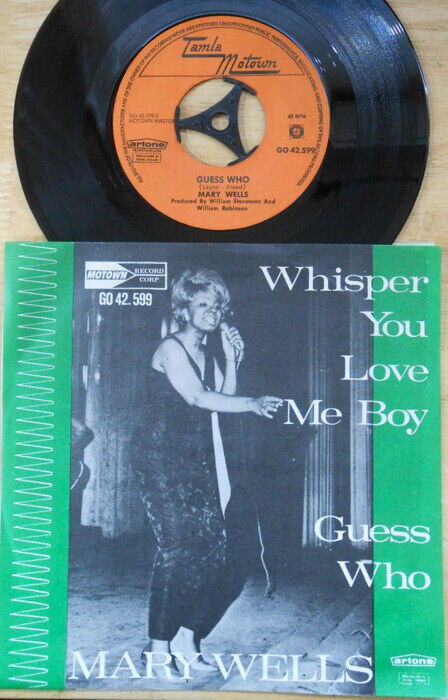 Tamla
Motown
GO 42.599-2
MOTOWN MASTER
45 RPM
artone
GO 42.599
GUESS WHO
(Layne - Freed)
MARY WELLS
Produced By William Stevenson And
William Robinson
MOTOWN RECORD
CORP
GO 42.599
Whisper
You
Love
Me Boy
Guess
Who
MARY WELLS
artone